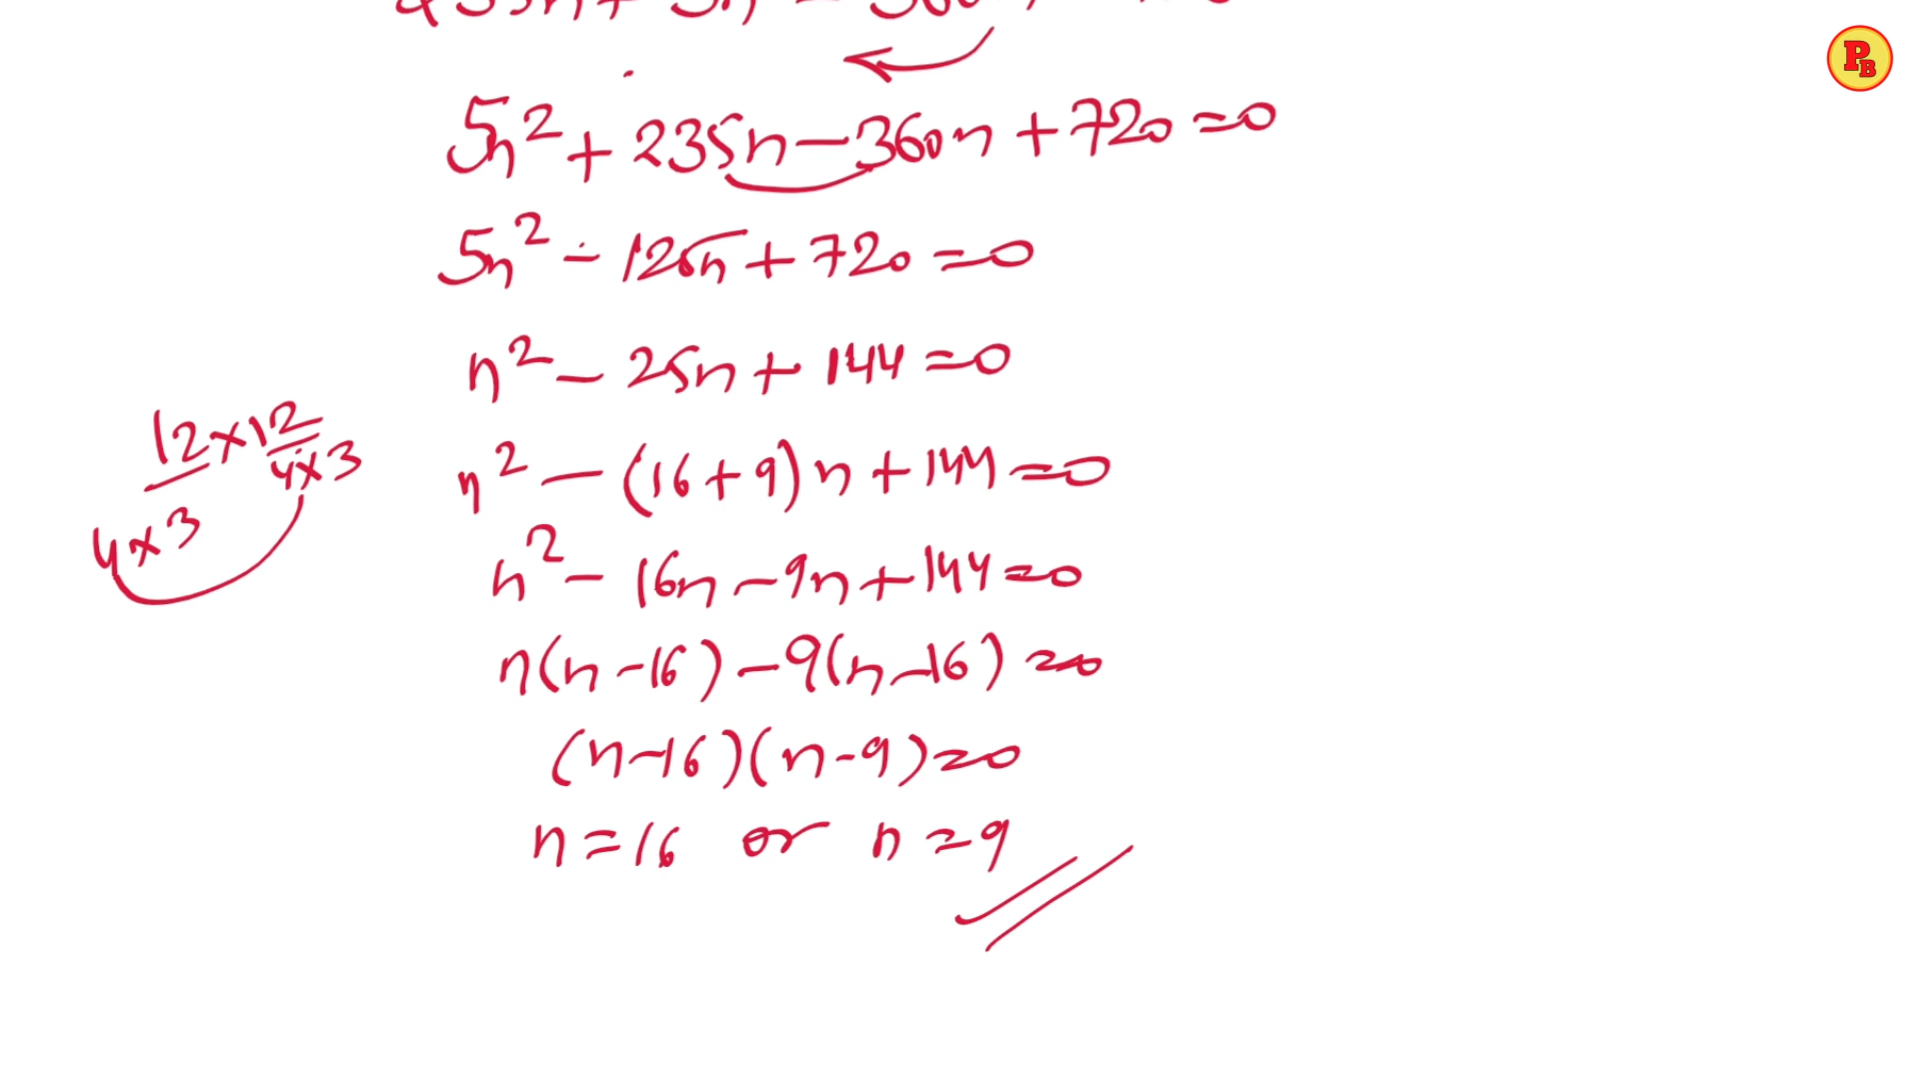 PB
5n² + 235n - 360n + 720 = 0
5n² - 125n + 720 = 0
n² - 25n + 144 = 0
12×12
4×3
4×3
n² - (16+9)n + 144 = 0
n² - 16n - 9n + 144 = 0
n(n-16) - 9(n-16) = 0
(n-16)(n-9) = 0
n = 16 or n = 9